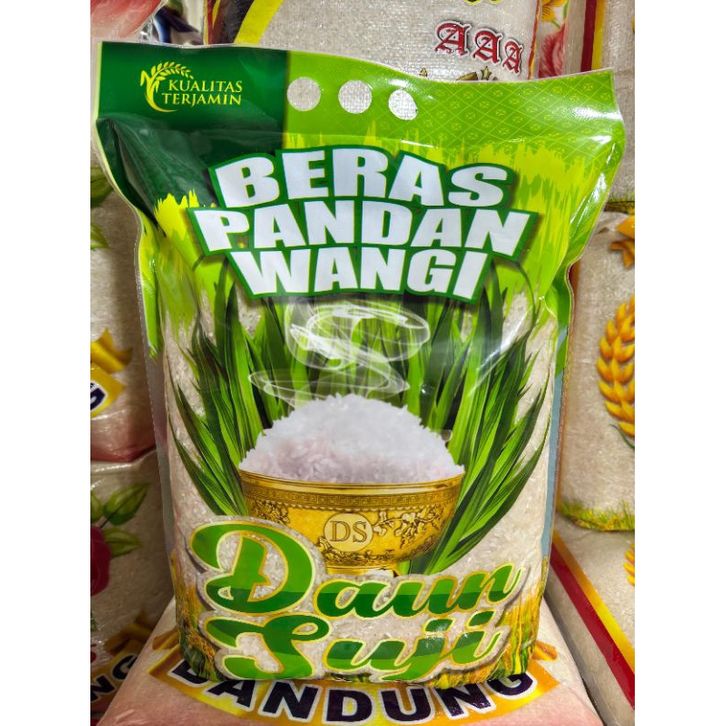 AAA
KUALITAS
TERJAMIN
BERAS
PANDAN
WANGI
DS
Daun
Suji
BANDUNG